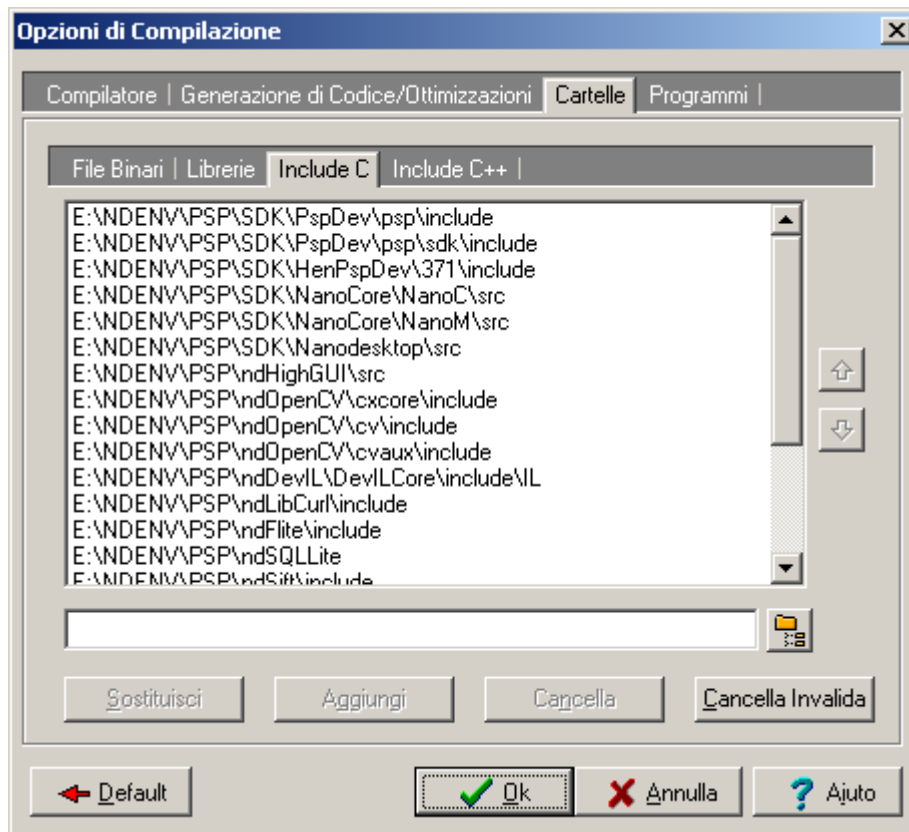 Opzioni di Compilazione
Compilatore | Generazione di Codice/Ottimizzazioni Cartelle Programmi |
File Binari | Librerie Include C Include C++ |
E:\NDENV\PSP\SDK\PspDev\psp\include
E:\NDENV\PSP\SDK\PspDev\psp\sdk\include
E:\NDENV\PSP\SDK\HenPspDev\371\include
E:\NDENV\PSP\SDK\NanoCore\NanoC\src
E:\NDENV\PSP\SDK\NanoCore\NanoM\src
E:\NDENV\PSP\SDK\Nanodesktop\src
E:\NDENV\PSP\ndHighGUI\src
E:\NDENV\PSP\ndOpenCV\cxcore\include
E:\NDENV\PSP\ndOpenCV\cv\include
E:\NDENV\PSP\ndOpenCV\cvaux\include
E:\NDENV\PSP\ndDevIL\DevILCore\include\IL
E:\NDENV\PSP\ndLibCurl\include
E:\NDENV\PSP\ndFlite\include
E:\NDENV\PSP\ndSQLLite
E:\NDENV\PSP\ndSift\include
Sostituisci Aggiungi Cancella Cancella Invalida
Default Ok Annulla Ajuto